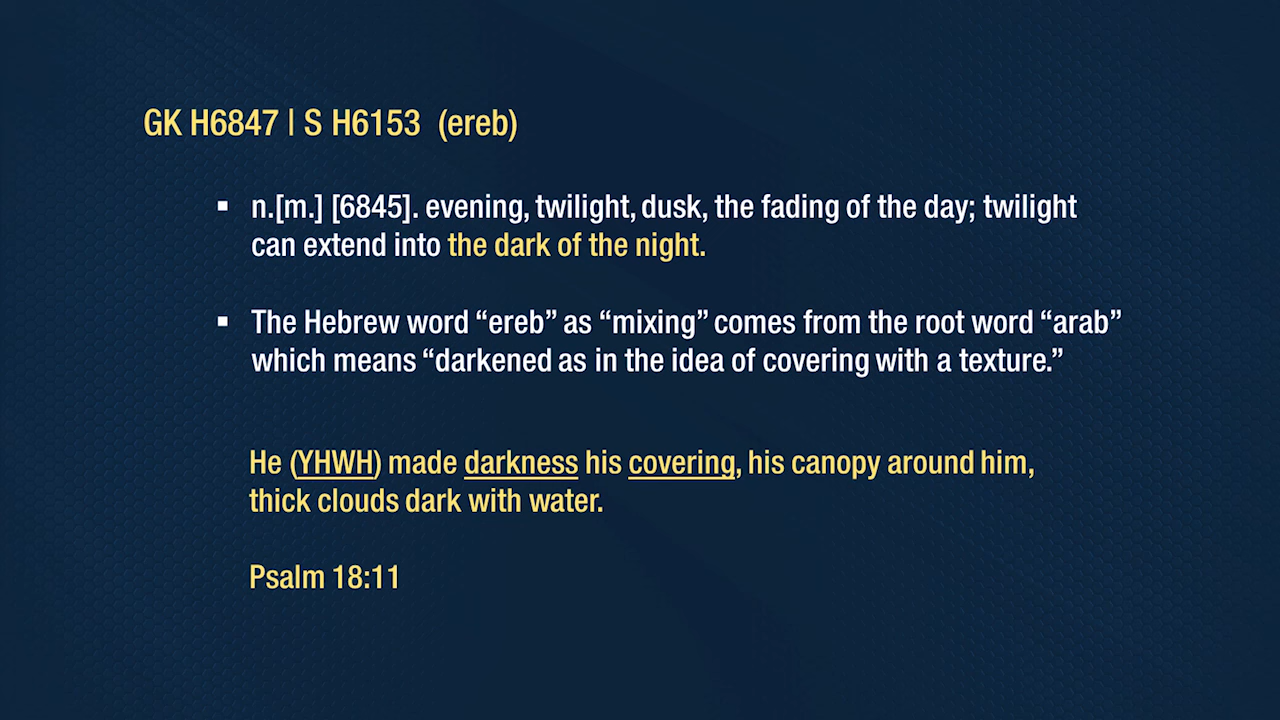 GK H6847 | S H6153 (ereb)
▪ n.[m.] [6845]. evening, twilight, dusk, the fading of the day; twilight
can extend into the dark of the night.
▪ The Hebrew word “ereb” as “mixing” comes from the root word “arab”
which means “darkened as in the idea of covering with a texture.”
He (YHWH) made darkness his covering, his canopy around him,
thick clouds dark with water.
Psalm 18:11